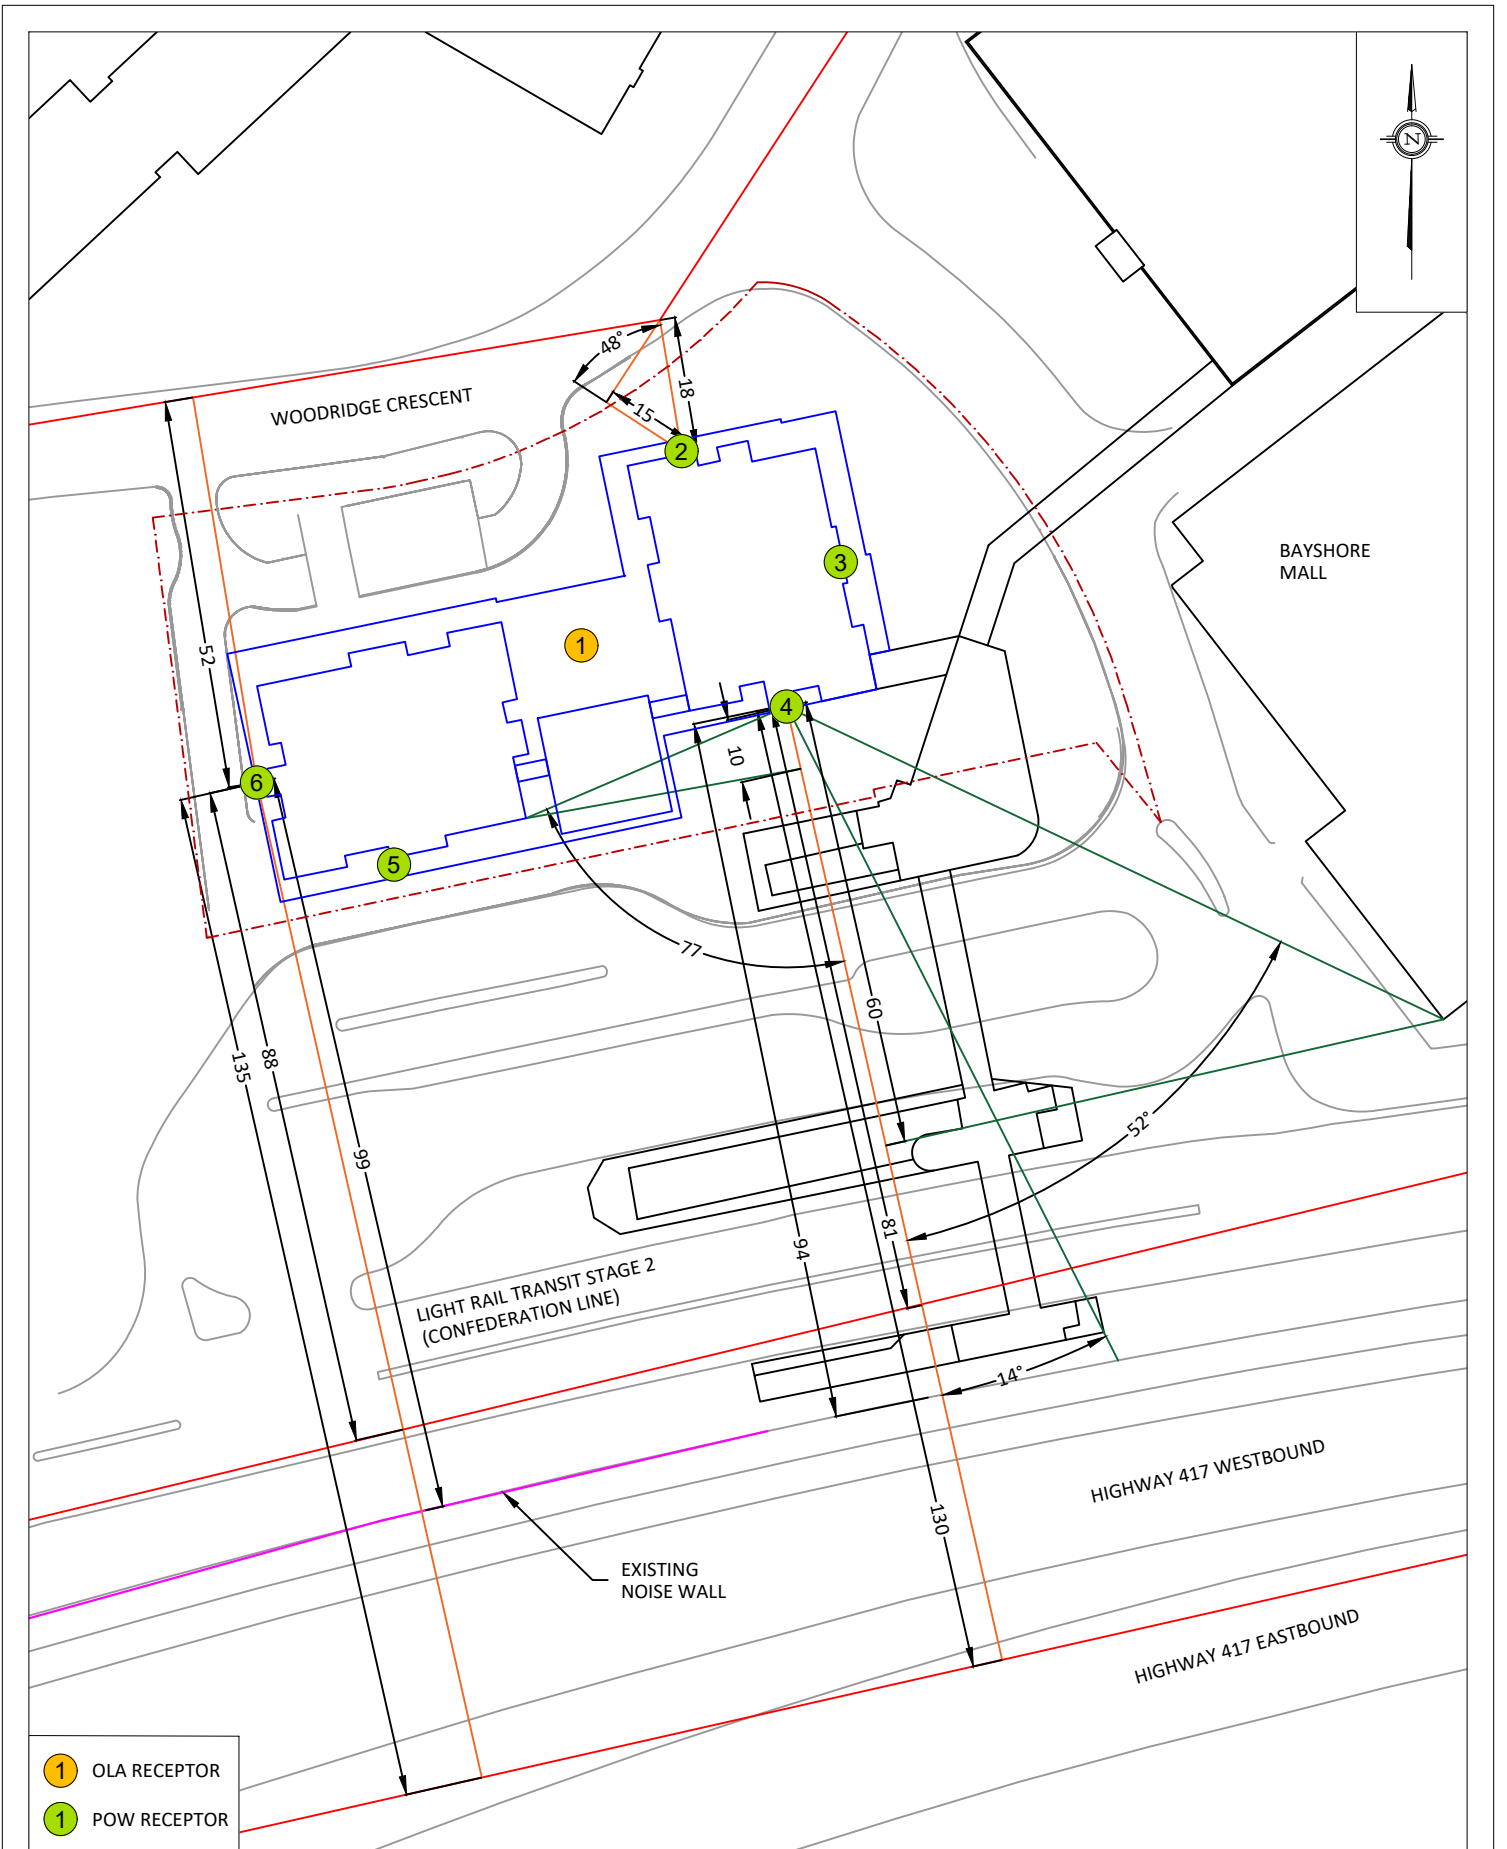 N
48°
18
15
WOODRIDGE CRESCENT
2
3
BAYSHORE
MALL
1
52
4
10
6
5
77
60
88
135
99
52°
81
94
LIGHT RAIL TRANSIT STAGE 2
(CONFEDERATION LINE)
14°
HIGHWAY 417 WESTBOUND
130
EXISTING
NOISE WALL
HIGHWAY 417 EASTBOUND
1 OLA RECEPTOR
1 POW RECEPTOR